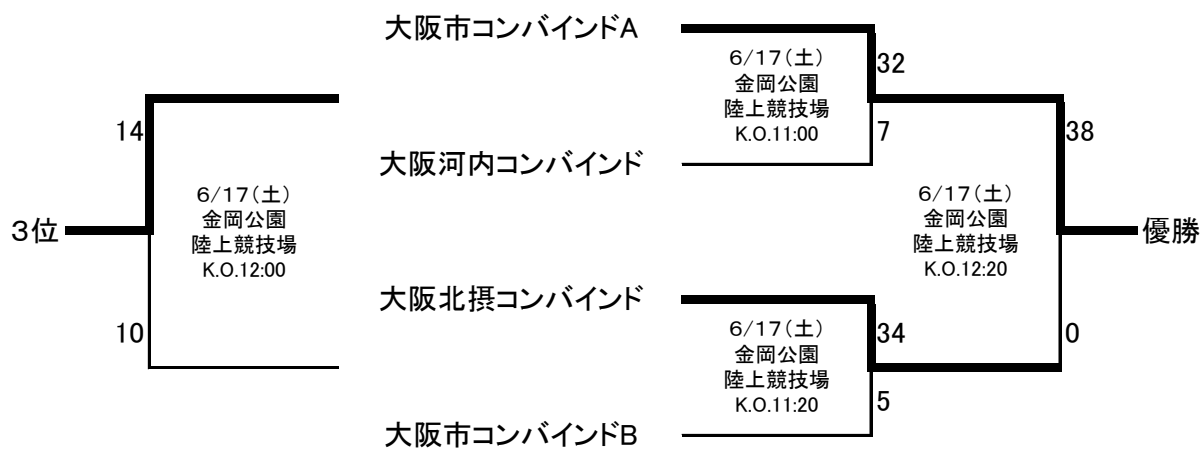 大阪市コンバインドA
6/17(土)
金岡公園
陸上競技場
K.O.11:00
32
7
大阪河内コンバインド
14
6/17(土)
金岡公園
陸上競技場
K.O.12:00
10
3位
38
6/17(土)
金岡公園
陸上競技場
K.O.12:20
0
優勝
大阪北摂コンバインド
6/17(土)
金岡公園
陸上競技場
K.O.11:20
34
5
大阪市コンバインドB